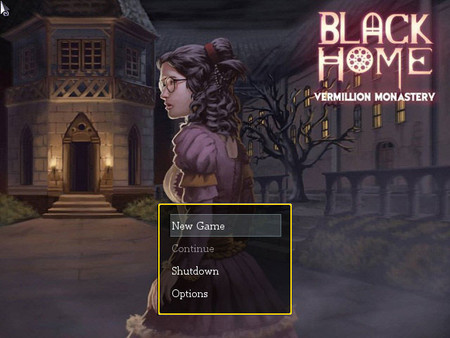 BLACK
HOME
VERMILLION MONASTERY
New Game
Continue
Shutdown
Options